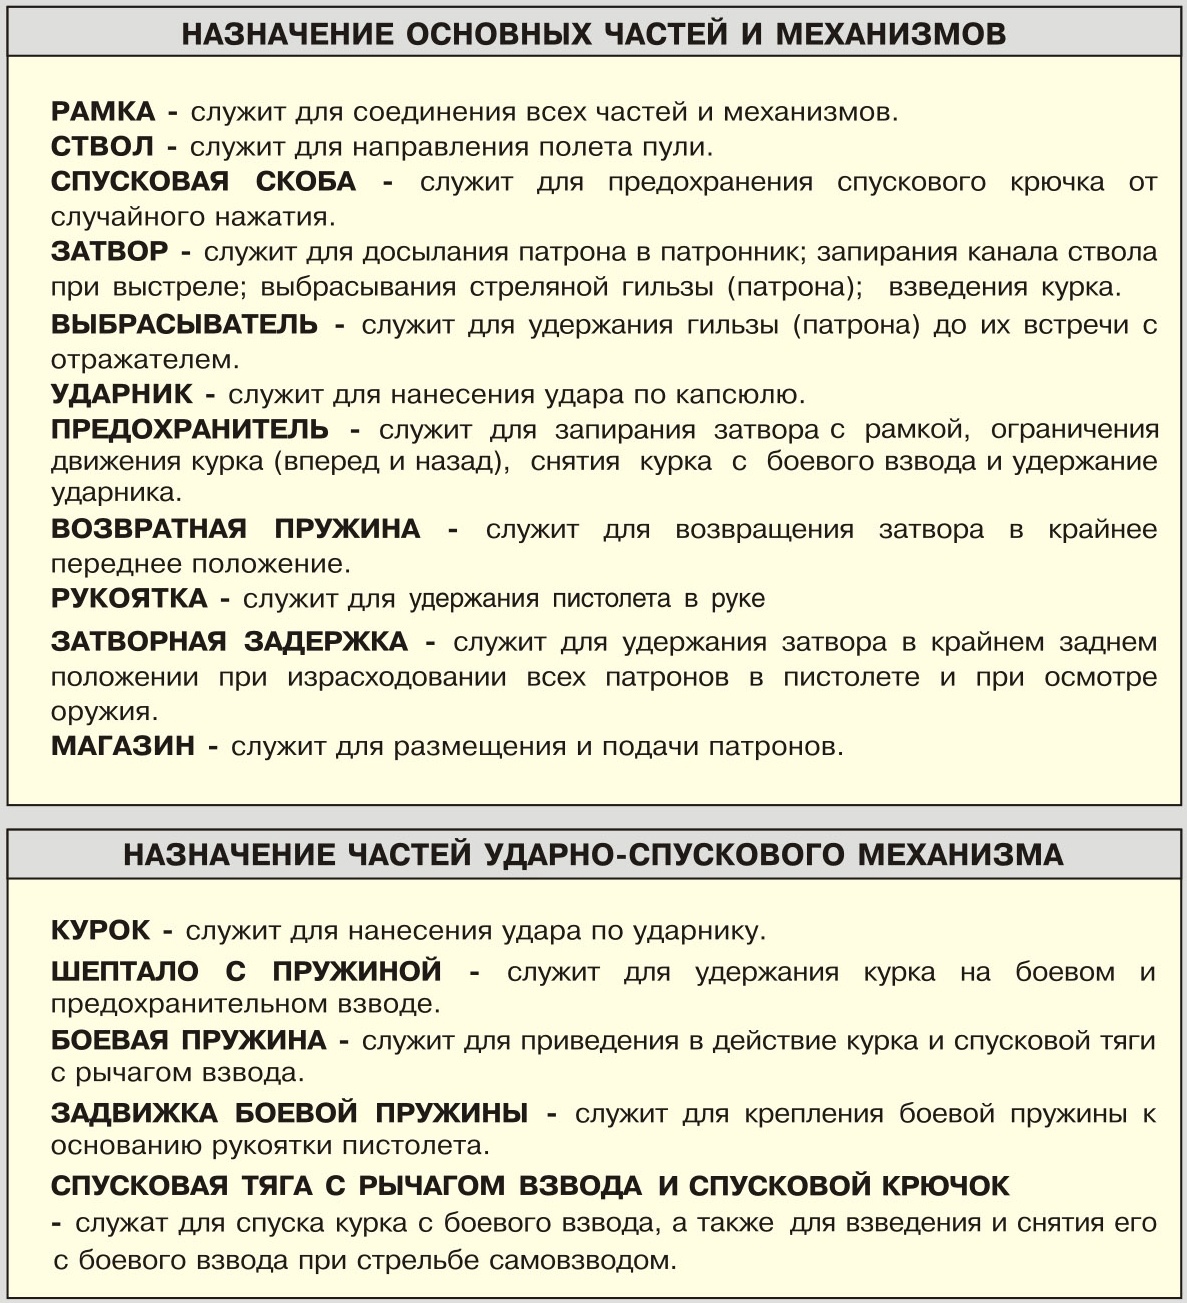 НАЗНАЧЕНИЕ ОСНОВНЫХ ЧАСТЕЙ И МЕХАНИЗМОВ
РАМКА - служит для соединения всех частей и механизмов.
СТВОЛ - служит для направления полета пули.
СПУСКОВАЯ СКОБА - служит для предохранения спускового крючка от
случайного нажатия.
ЗАТВОР - служит для досылания патрона в патронник; запирания канала ствола
при выстреле; выбрасывания стреляной гильзы (патрона); взведения курка.
ВЫБРАСЫВАТЕЛЬ - служит для удержания гильзы (патрона) до их встречи с
отражателем.
УДАРНИК - служит для нанесения удара по капсюлю.
ПРЕДОХРАНИТЕЛЬ - служит для запирания затвора с рамкой, ограничения
движения курка (вперед и назад), снятия курка с боевого взвода и удержание
ударника.
ВОЗВРАТНАЯ ПРУЖИНА - служит для возвращения затвора в крайнее
переднее положение.
РУКОЯТКА - служит для удержания пистолета в руке
ЗАТВОРНАЯ ЗАДЕРЖКА - служит для удержания затвора в крайнем заднем
положении при израсходовании всех патронов в пистолете и при осмотре
оружия.
МАГАЗИН - служит для размещения и подачи патронов.
НАЗНАЧЕНИЕ ЧАСТЕЙ УДАРНО-СПУСКОВОГО МЕХАНИЗМА
КУРОК - служит для нанесения удара по ударнику.
ШЕПТАЛО С ПРУЖИНОЙ - служит для удержания курка на боевом и
предохранительном взводе.
БОЕВАЯ ПРУЖИНА - служит для приведения в действие курка и спусковой тяги
с рычагом взвода.
ЗАДВИЖКА БОЕВОЙ ПРУЖИНЫ - служит для крепления боевой пружины к
основанию рукоятки пистолета.
СПУСКОВАЯ ТЯГА С РЫЧАГОМ ВЗВОДА И СПУСКОВОЙ КРЮЧОК
- служат для спуска курка с боевого взвода, а также для взведения и снятия его
с боевого взвода при стрельбе самовзводом.